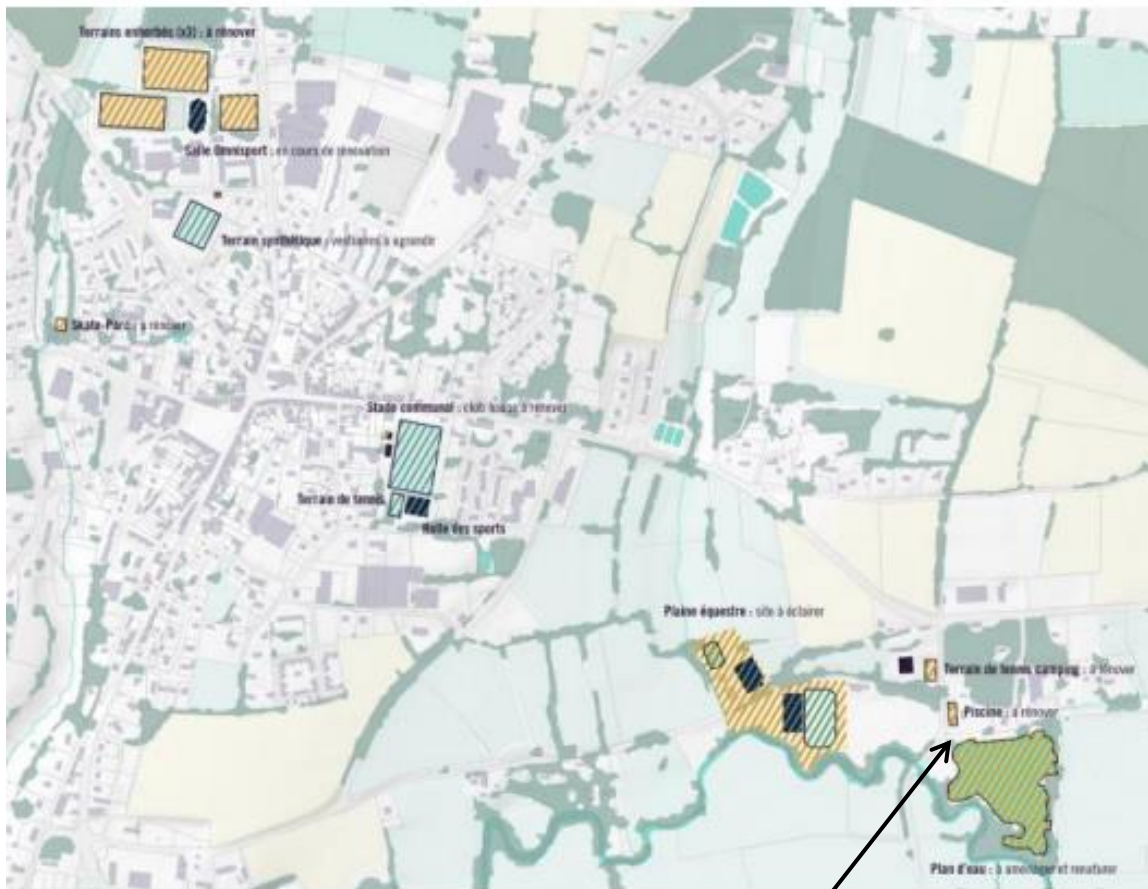 Terrains enherbés (x3) : à rénover
Salle Omnisport : en cours de rénovation
Terrain synthétique : vestiaires à agrandir
Skate-Parc : à rénover
Stade communal : club house à rénover
Terrain de tennis
Halle des sports
Plaine équestre : site à éclairer
Terrain de tennis camping : à rénover
Piscine : à rénover
Plan d'eau : à aménager et renaturer